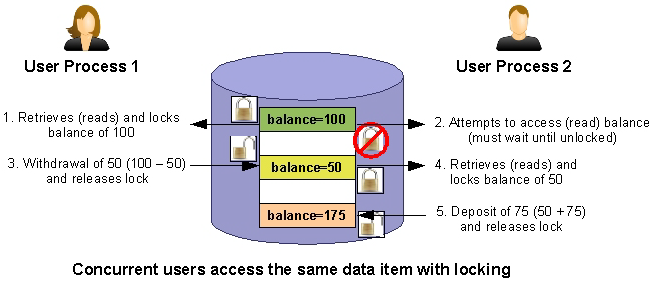 User Process 1
User Process 2
1. Retrieves (reads) and locks
balance of 100
balance=100
2. Attempts to access (read) balance
(must wait until unlocked)
3. Withdrawal of 50 (100 – 50)
and releases lock
balance=50
4. Retrieves (reads) and
locks balance of 50
balance=175
5. Deposit of 75 (50 +75)
and releases lock
Concurrent users access the same data item with locking